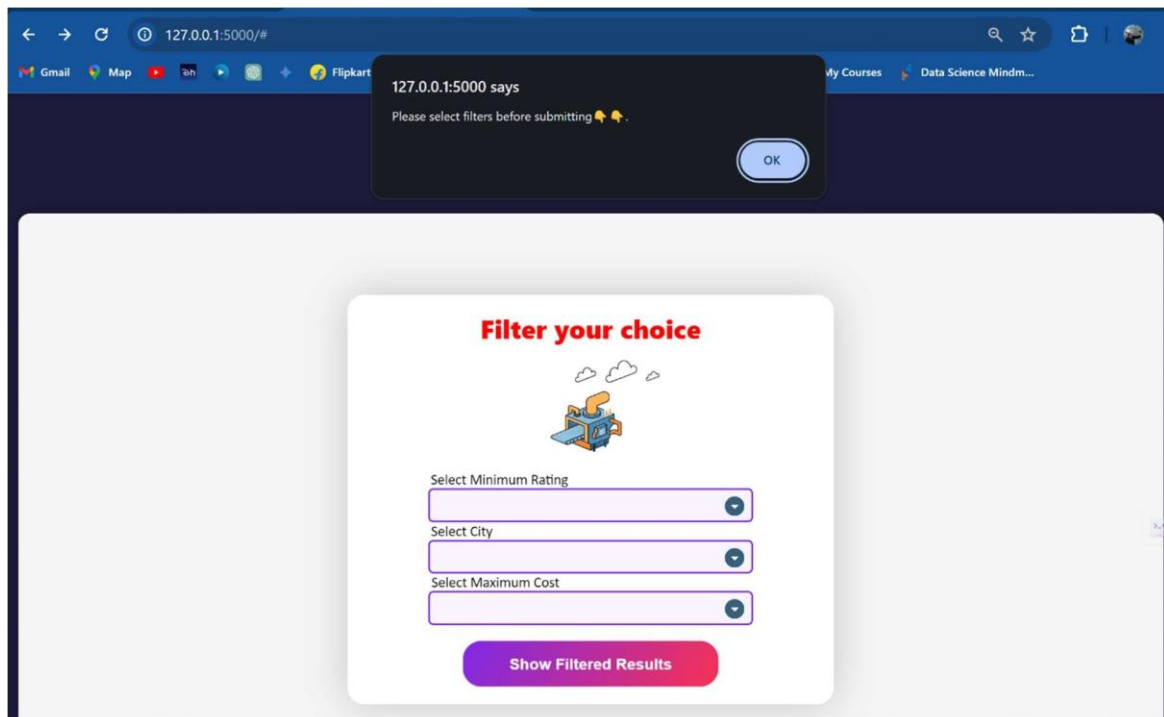 127.0.0.1:5000/#
Gmail Map Flipkart My Courses Data Science Mindm...
127.0.0.1:5000 says
Please select filters before submitting👇👇.
OK
Filter your choice
Select Minimum Rating
Select City
Select Maximum Cost
Show Filtered Results